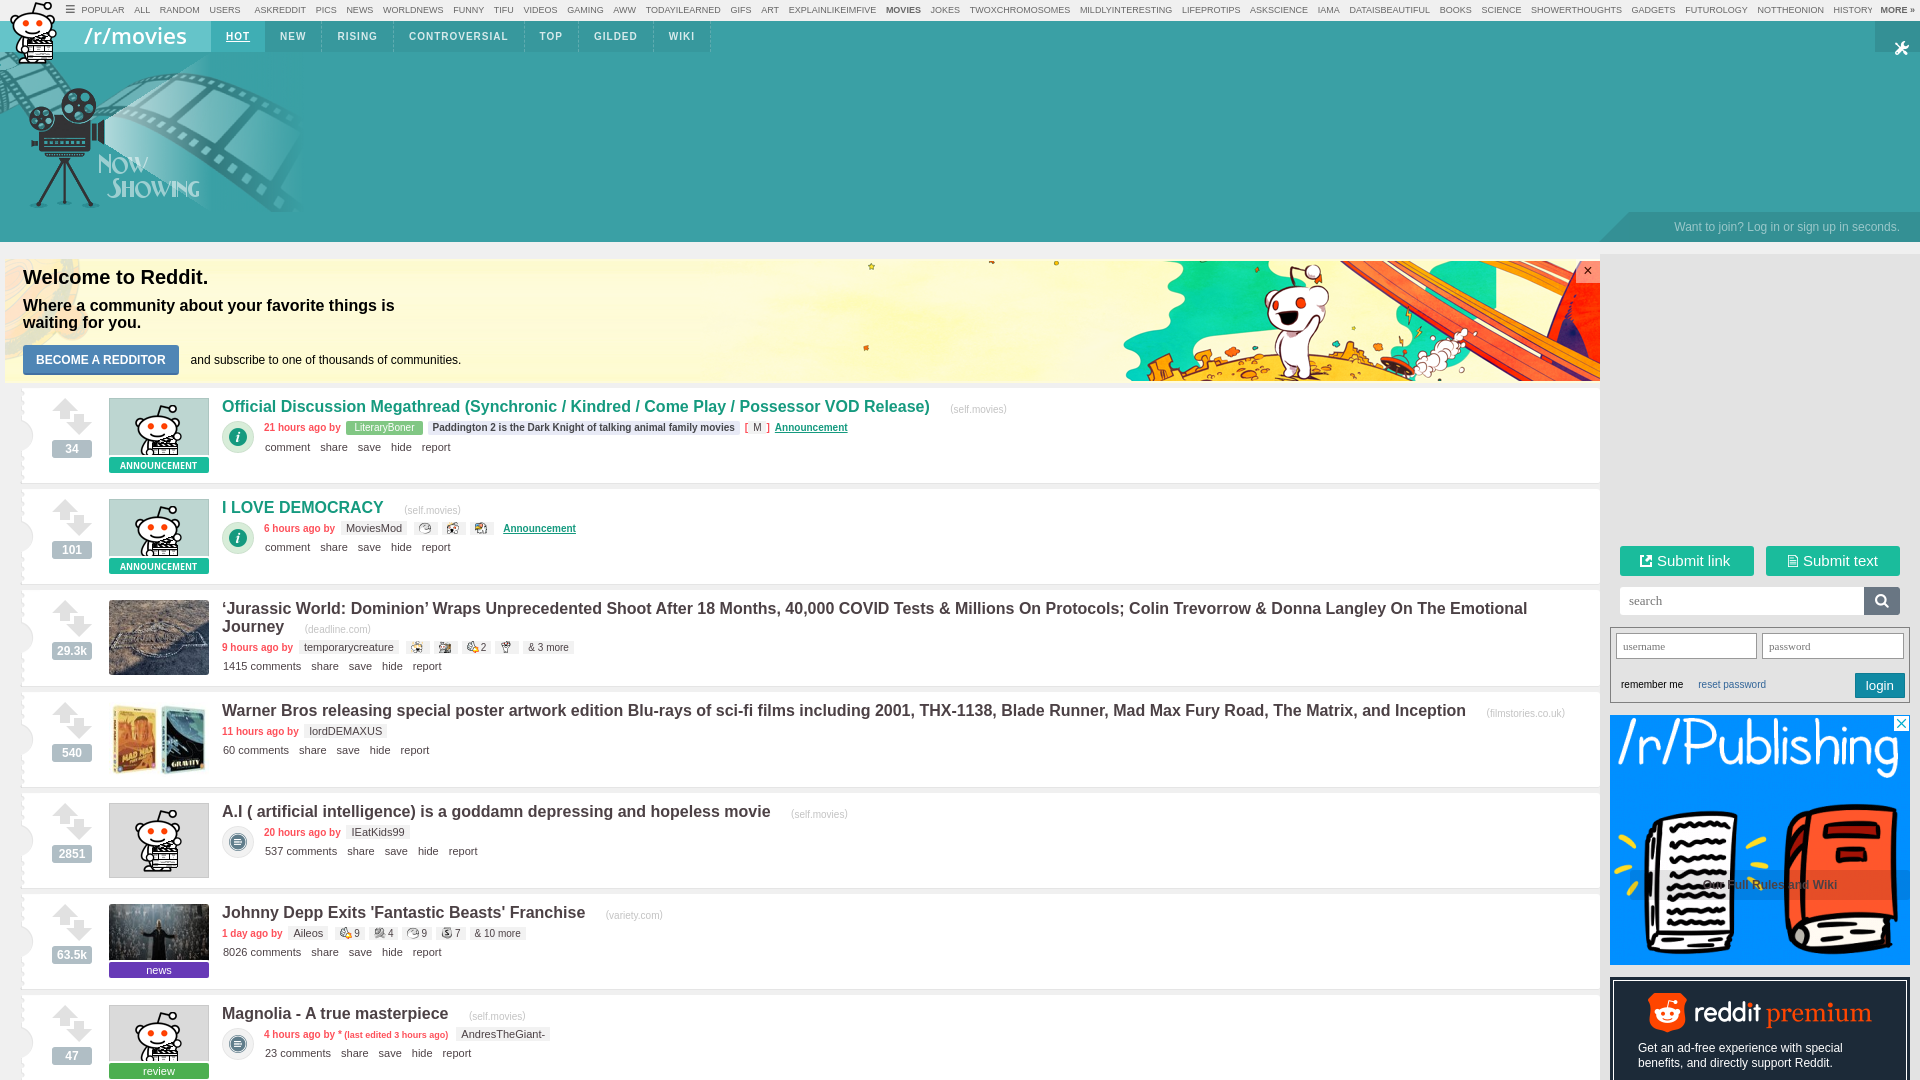 POPULAR ALL RANDOM USERS ASKREDDIT PICS NEWS WORLDNEWS FUNNY TIFU VIDEOS GAMING AWW TODAYILEARNED GIFS ART EXPLAINLIKEIMFIVE MOVIES JOKES TWOXCHROMOSOMES MILDLYINTERESTING LIFEPROTIPS ASKSCIENCE IAMA DATAISBEAUTIFUL BOOKS SCIENCE SHOWERTHOUGHTS GADGETS FUTUROLOGY NOTTHEONION HISTORY MORE »
/r/movies HOT NEW RISING CONTROVERSIAL TOP GILDED WIKI
NOW
SHOWING
Want to join? Log in or sign up in seconds.
Welcome to Reddit.
Where a community about your favorite things is
waiting for you.
BECOME A REDDITOR and subscribe to one of thousands of communities.
×
Official Discussion Megathread (Synchronic / Kindred / Come Play / Possessor VOD Release) (self.movies)
21 hours ago by LiteraryBoner Paddington 2 is the Dark Knight of talking animal family movies [ M ] Announcement
34
comment share save hide report
ANNOUNCEMENT
I LOVE DEMOCRACY (self.movies)
6 hours ago by MoviesMod Announcement
101
comment share save hide report
ANNOUNCEMENT
‘Jurassic World: Dominion’ Wraps Unprecedented Shoot After 18 Months, 40,000 COVID Tests & Millions On Protocols; Colin Trevorrow & Donna Langley On The Emotional
Journey (deadline.com)
9 hours ago by temporarycreature 2 & 3 more
29.3k
1415 comments share save hide report
Warner Bros releasing special poster artwork edition Blu-rays of sci-fi films including 2001, THX-1138, Blade Runner, Mad Max Fury Road, The Matrix, and Inception (filmstories.co.uk)
11 hours ago by lordDEMAXUS
540
60 comments share save hide report
MAD MAX
GRAVITY
A.I ( artificial intelligence) is a goddamn depressing and hopeless movie (self.movies)
20 hours ago by IEatKids99
2851
537 comments share save hide report
Johnny Depp Exits 'Fantastic Beasts' Franchise (variety.com)
1 day ago by Aileos 9 4 9 7 & 10 more
63.5k
8026 comments share save hide report
news
Magnolia - A true masterpiece (self.movies)
4 hours ago by * (last edited 3 hours ago) AndresTheGiant-
47
23 comments share save hide report
review
Submit link Submit text
search
username password
remember me reset password login
/r/Publishing
Our Full Rules and Wiki
reddit premium
Get an ad-free experience with special
benefits, and directly support Reddit.